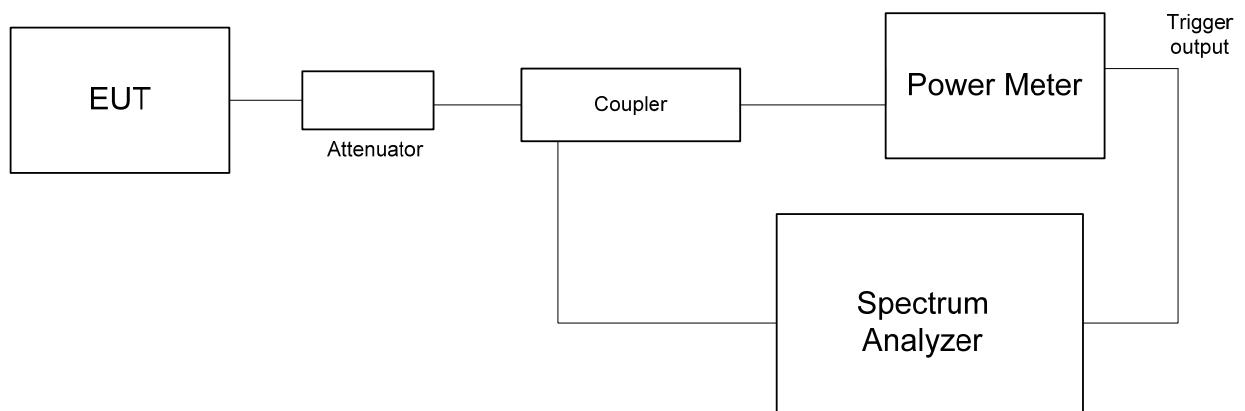 EUT
Attenuator
Coupler
Power Meter
Trigger
output
Spectrum
Analyzer